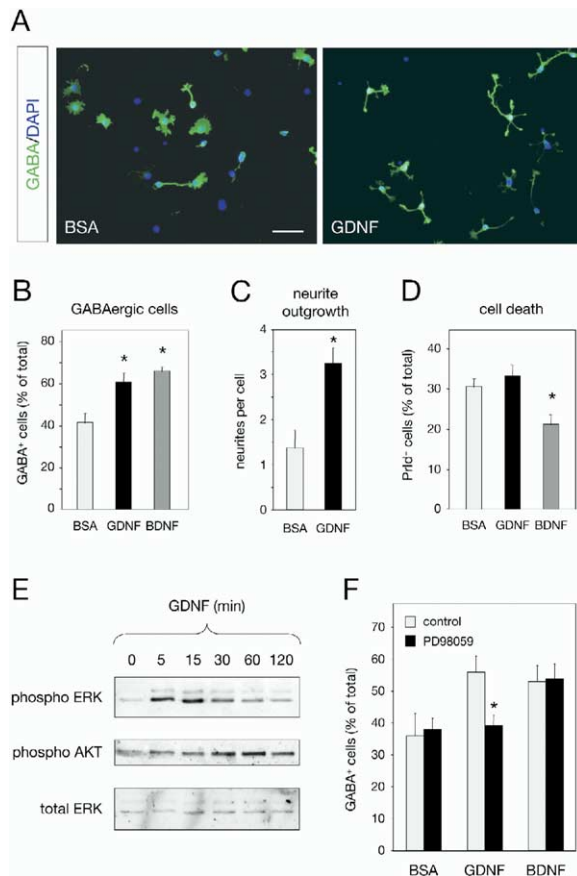 A
GABA/DAPI
BSA
GDNF
B
GABAergic cells
GABA⁺ cells (% of total)
80
60
40
20
0
*
*
BSA GDNF BDNF
C
neurite
outgrowth
neurites per cell
4
3
2
1
0
*
BSA GDNF
D
cell death
PrId⁻ cells (% of total)
40
30
20
10
0
*
BSA GDNF BDNF
E
GDNF (min)
0 5 15 30 60 120
phospho ERK
phospho AKT
total ERK
F
control
PD98059
GABA⁺ cells (% of total)
70
60
50
40
30
20
10
0
*
BSA GDNF BDNF